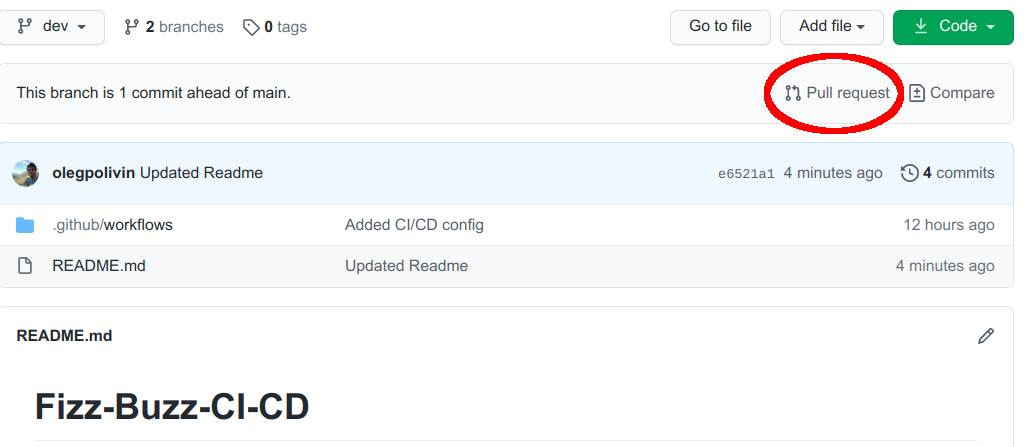 dev 2 branches 0 tags Go to file Add file Code
This branch is 1 commit ahead of main. Pull request Compare
olegpolivin Updated Readme e6521a1 4 minutes ago 4 commits
.github/workflows Added CI/CD config 12 hours ago
README.md Updated Readme 4 minutes ago
README.md
Fizz-Buzz-CI-CD